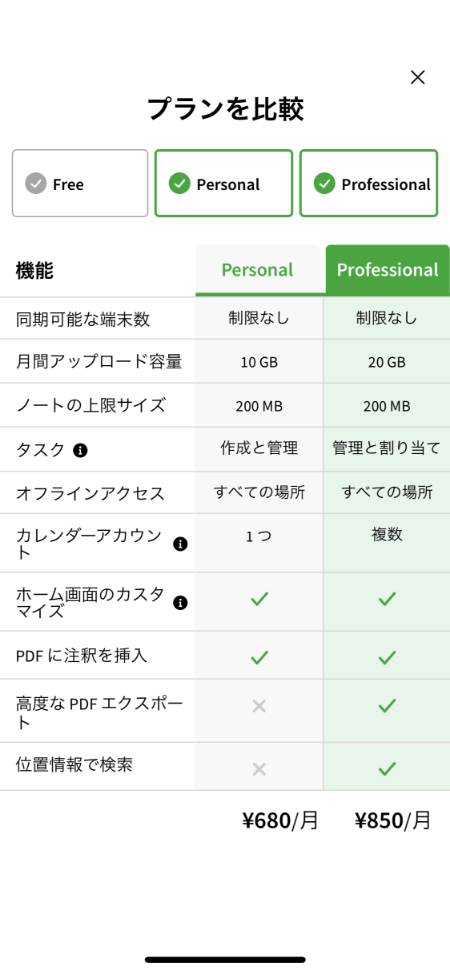 プランを比較
Free
Personal
Professional
機能
Personal
Professional
同期可能な端末数
制限なし
制限なし
月間アップロード容量
10 GB
20 GB
ノートの上限サイズ
200 MB
200 MB
タスク
作成と管理
管理と割り当て
オフラインアクセス
すべての場所
すべての場所
カレンダーアカウン
ト
1 つ
複数
ホーム画面のカスタ
マイズ
PDF に注釈を挿入
高度な PDF エクスポー
ト
位置情報で検索
¥680/月
¥850/月